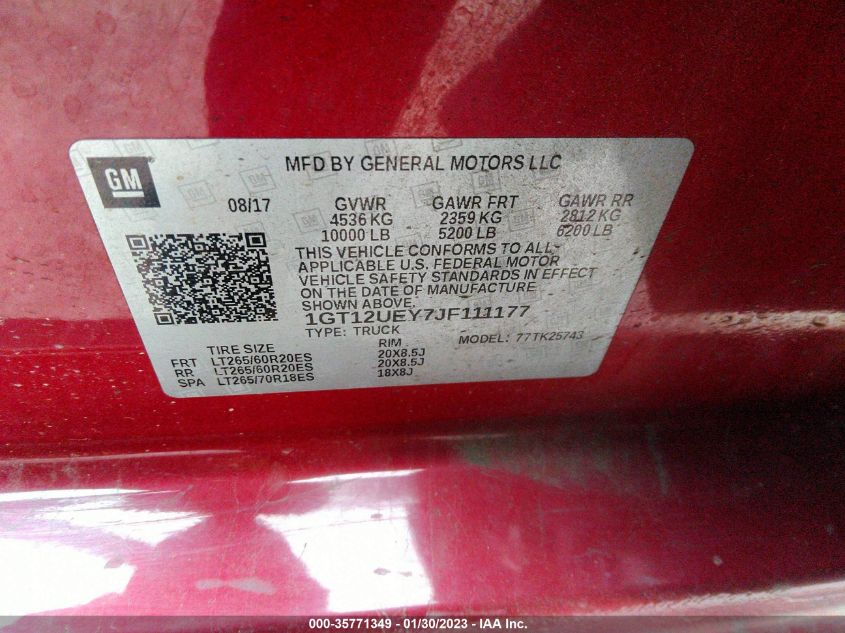 GM
MFD BY GENERAL MOTORS LLC
08/17 GVWR GAWR FRT GAWR RR
4536 KG 2359 KG 2812 KG
10000 LB 5200 LB 6200 LB
THIS VEHICLE CONFORMS TO ALL
APPLICABLE U.S. FEDERAL MOTOR
VEHICLE SAFETY STANDARDS IN EFFECT
ON THE DATE OF MANUFACTURE
SHOWN ABOVE.
1GT12UEY7JF111177
TYPE: TRUCK MODEL: 77TK25743
TIRE SIZE RIM
FRT LT265/60R20ES 20X8.5J
RR LT265/60R20ES 20X8.5J
SPA LT265/70R18ES 18X8J
000-35771349 - 01/30/2023 - IAA Inc.